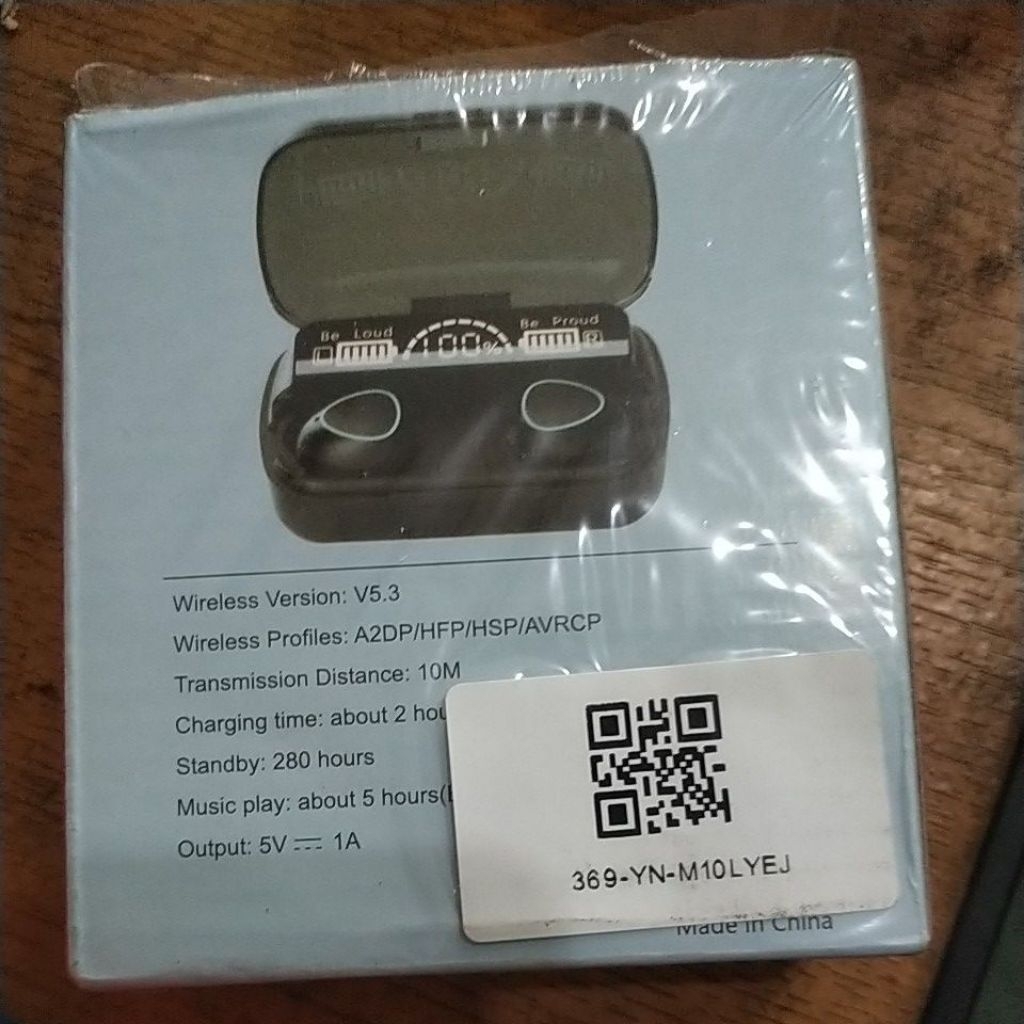 Be Loud
Be Proud
L
100%
R
Wireless Version: V5.3
Wireless Profiles: A2DP/HFP/HSP/AVRCP
Transmission Distance: 10M
Charging time: about 2 hou
Standby: 280 hours
Music play: about 5 hours(
Output: 5V ⎓ 1A
369-YN-M10LYEJ
Made in China